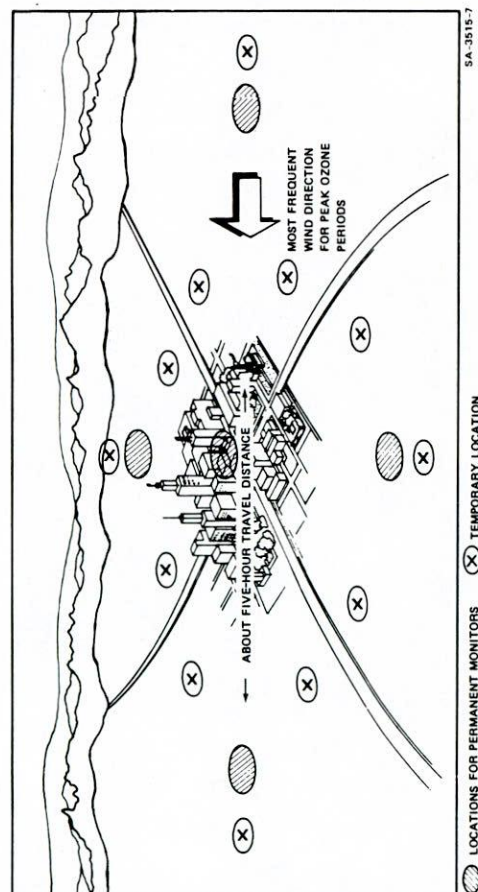 MOST FREQUENT
WIND DIRECTION
FOR PEAK OZONE
PERIODS
ABOUT FIVE-HOUR TRAVEL DISTANCE
LOCATIONS FOR PERMANENT MONITORS
X TEMPORARY LOCATION
SA-3515-7